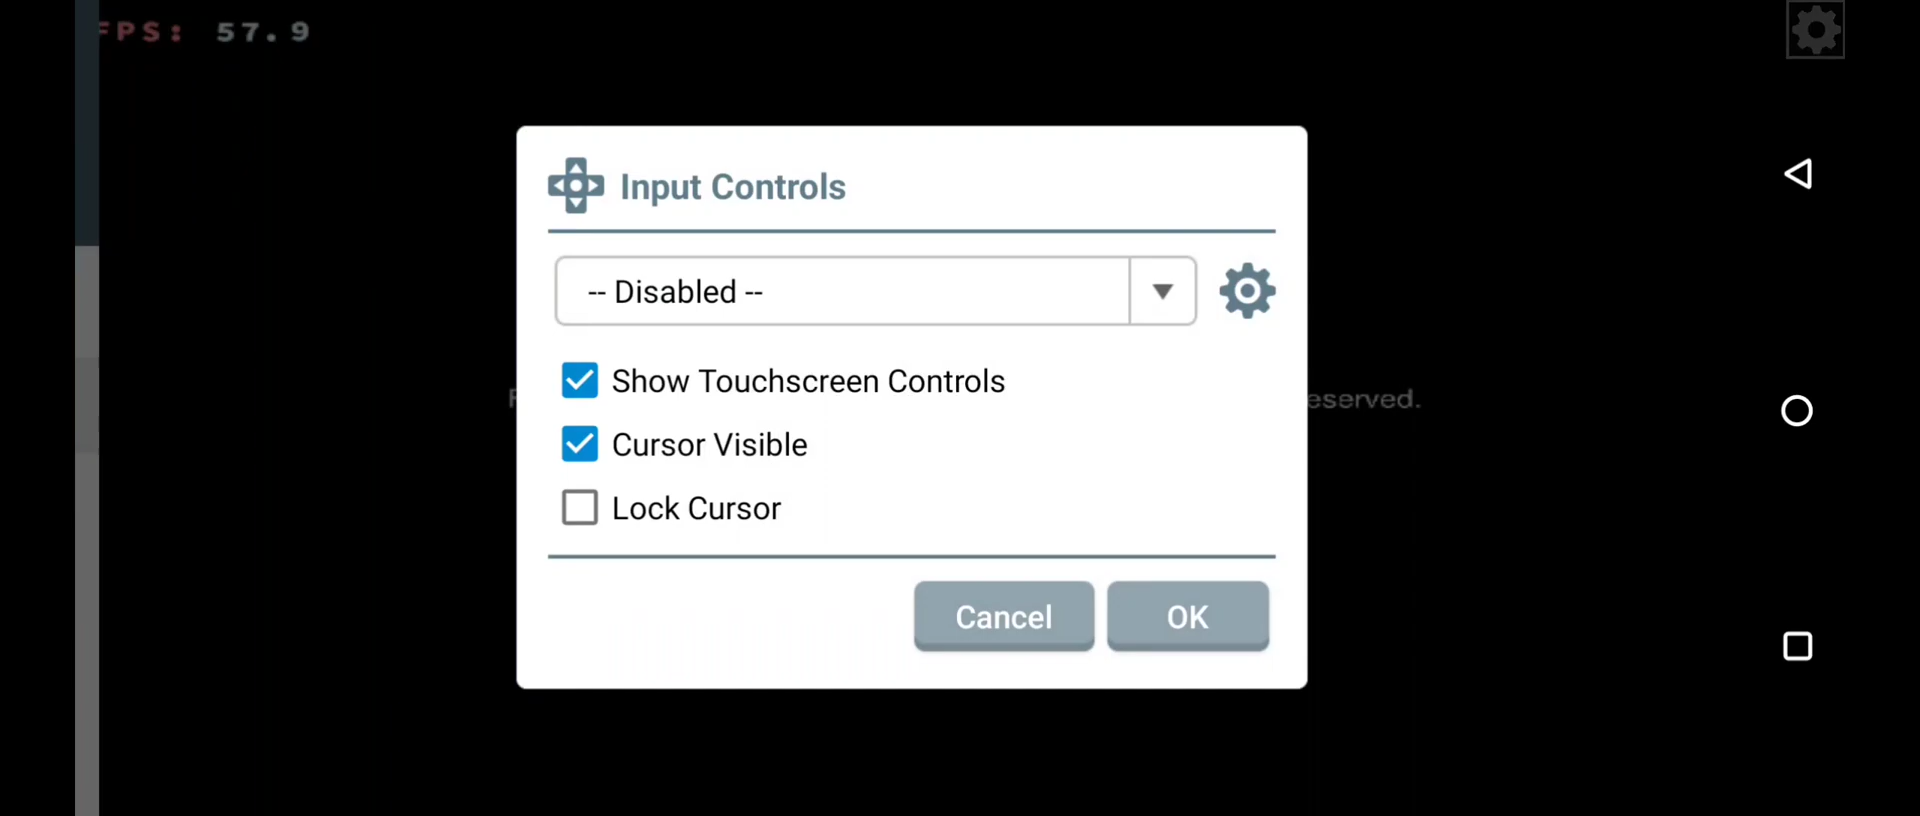 FPS: 57.9
Input Controls
-- Disabled --
Show Touchscreen Controls
eserved.
Cursor Visible
Lock Cursor
Cancel
OK